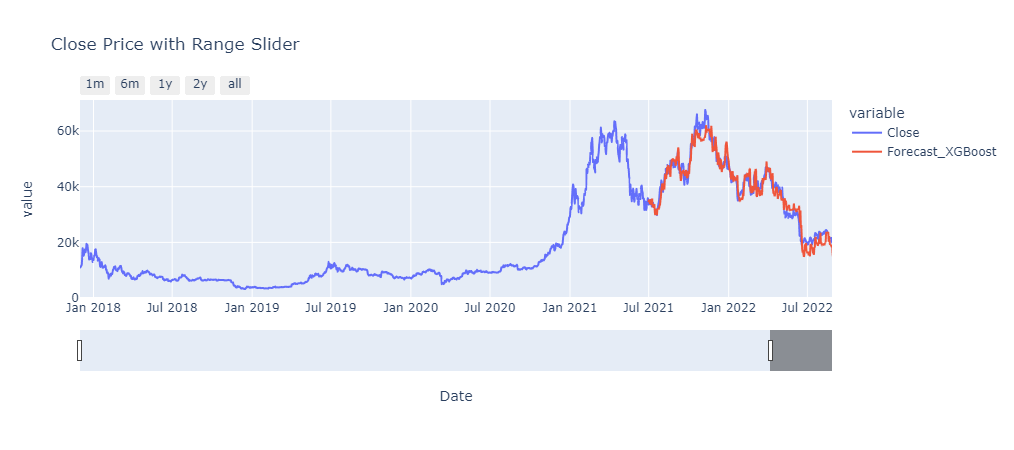 Close Price with Range Slider
1m 6m 1y 2y all
variable
Close
Forecast_XGBoost
value
60k
40k
20k
0
Jan 2018 Jul 2018 Jan 2019 Jul 2019 Jan 2020 Jul 2020 Jan 2021 Jul 2021 Jan 2022 Jul 2022
Date